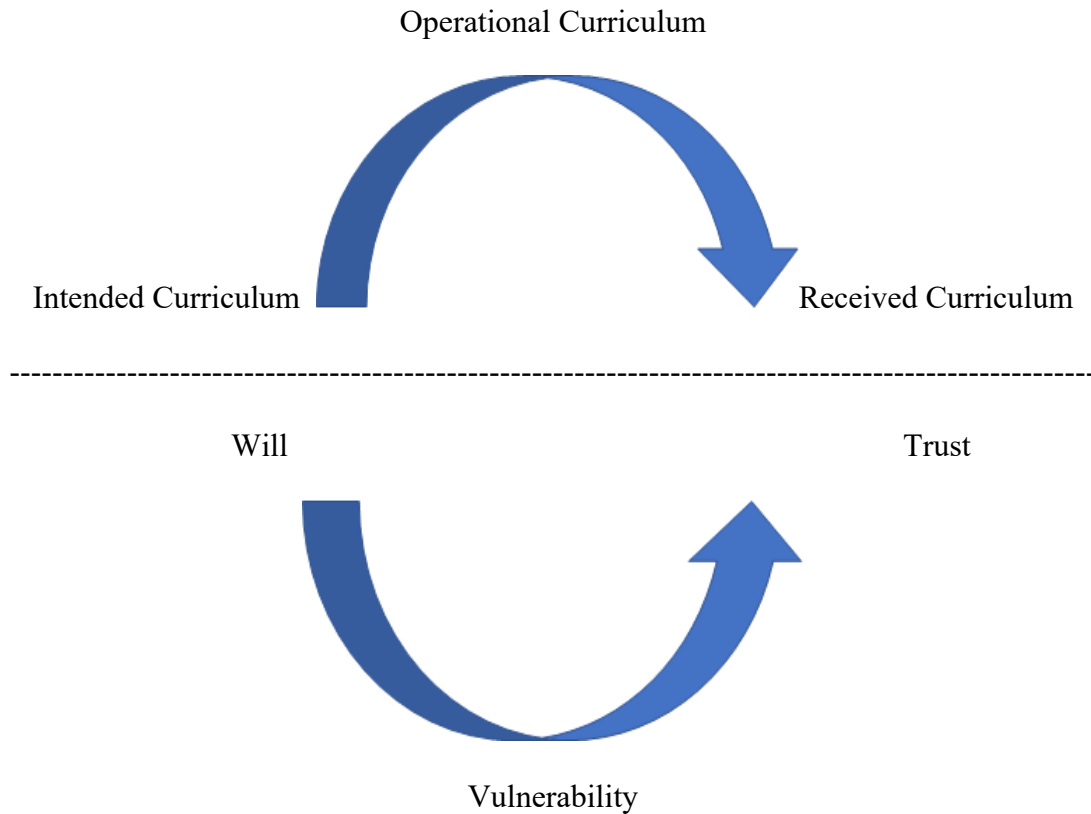 Operational Curriculum
Intended Curriculum
Received Curriculum
Will
Trust
Vulnerability